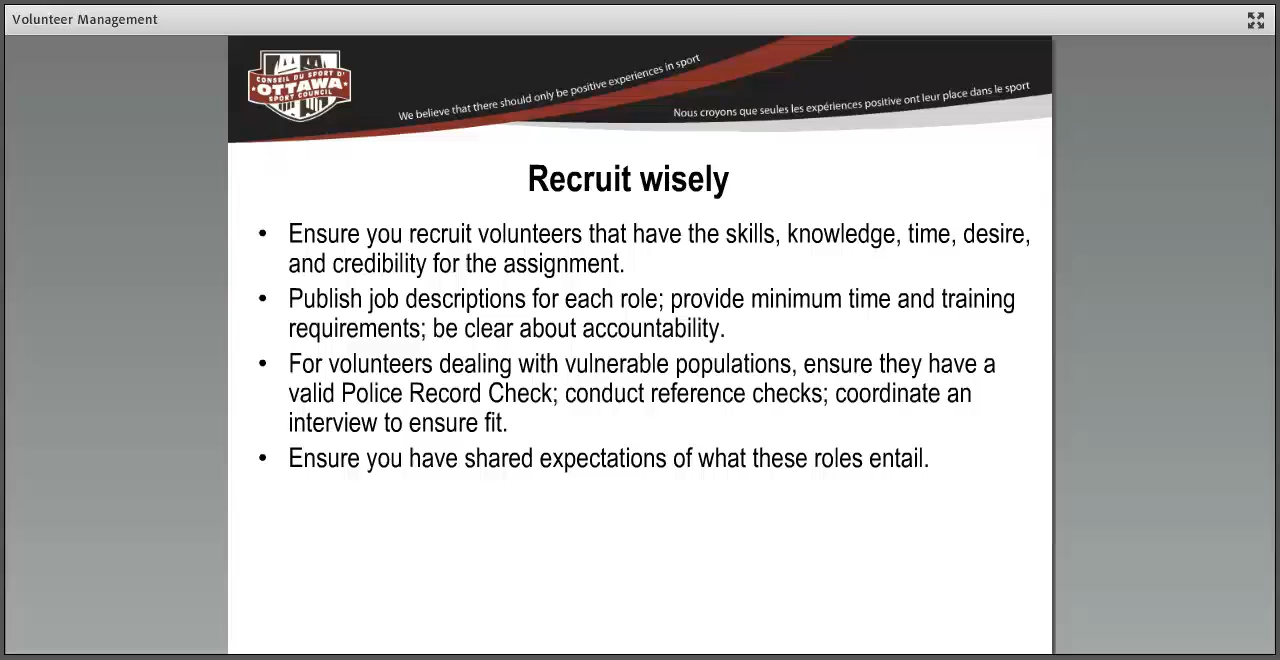 Volunteer Management
CONSEIL DU SPORT D'
OTTAWA
SPORT COUNCIL
We believe that there should only be positive experiences in sport
Nous croyons que seules les expériences positive ont leur place dans le sport
Recruit wisely
• Ensure you recruit volunteers that have the skills, knowledge, time, desire,
and credibility for the assignment.
• Publish job descriptions for each role; provide minimum time and training
requirements; be clear about accountability.
• For volunteers dealing with vulnerable populations, ensure they have a
valid Police Record Check; conduct reference checks; coordinate an
interview to ensure fit.
• Ensure you have shared expectations of what these roles entail.